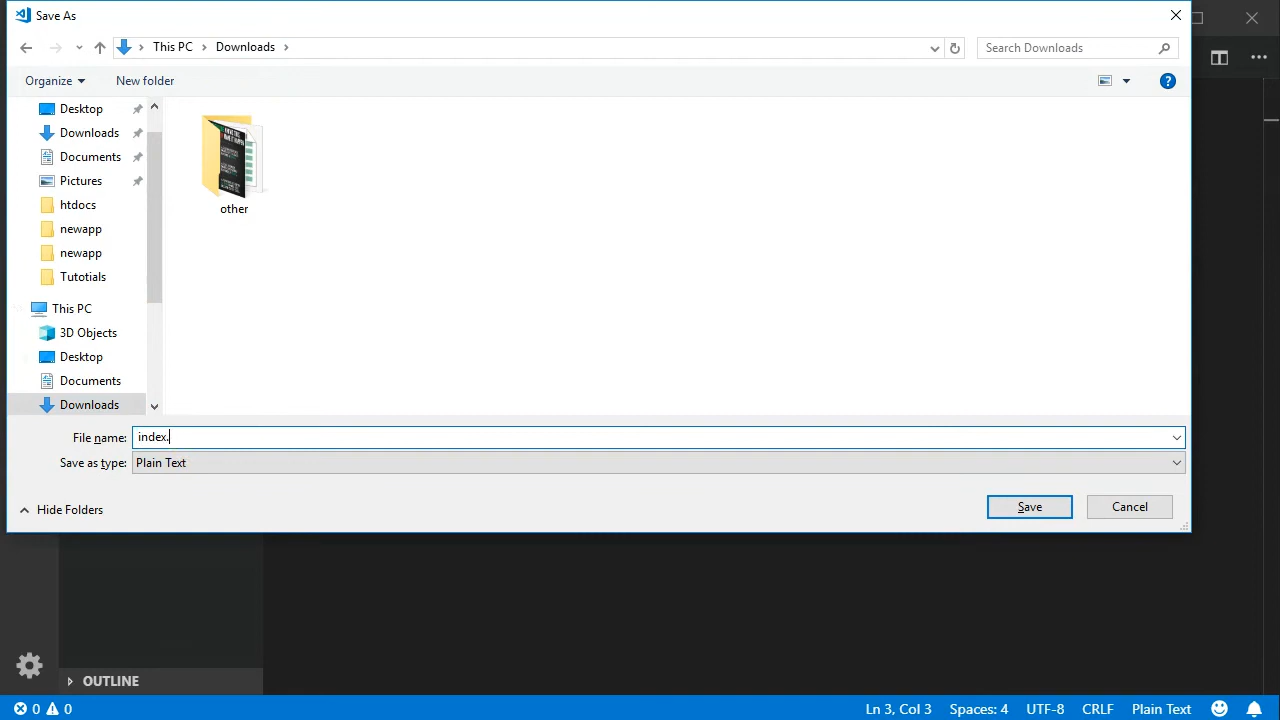 Save As
This PC
Downloads
Search Downloads
Organize
New folder
?
Desktop
Downloads
Documents
Pictures
htdocs
newapp
newapp
Tutotials
This PC
3D Objects
Desktop
Documents
Downloads
other
File name: index.
Save as type: Plain Text
Hide Folders
Save
Cancel
OUTLINE
0 0 Ln 3, Col 3 Spaces: 4 UTF-8 CRLF Plain Text